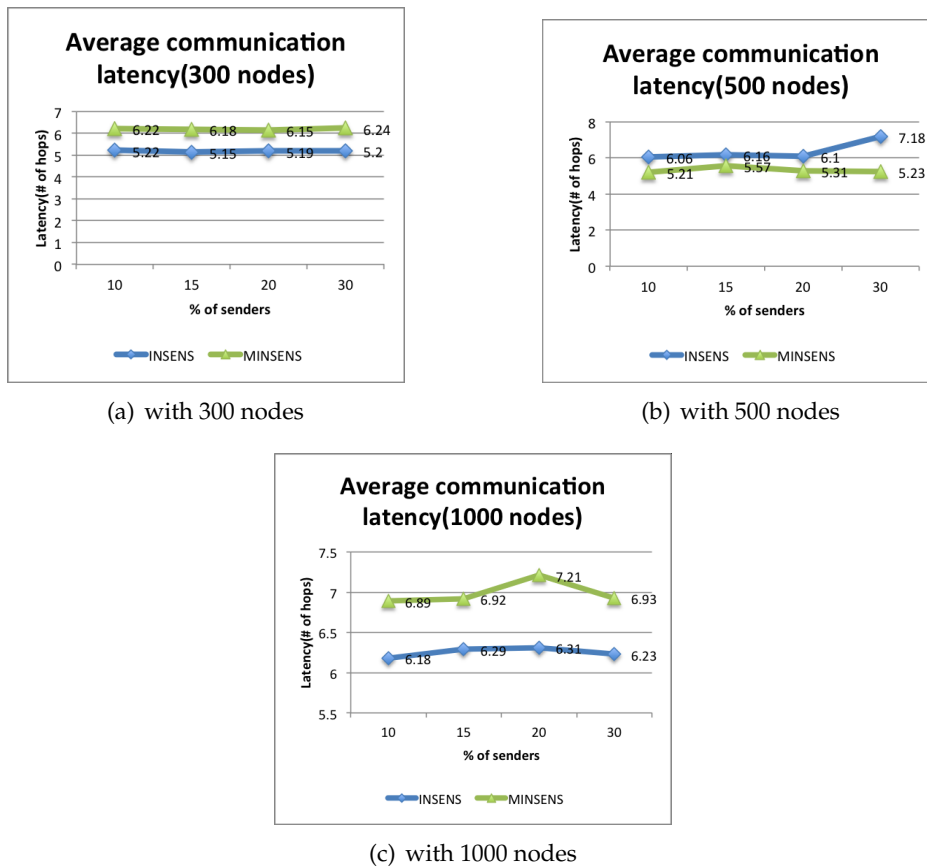 Average communication
latency(300 nodes)
Latency(# of hops)
7
6
5
4
3
2
1
0
6.22 6.18 6.15 6.24
5.22 5.15 5.19 5.2
10 15 20 30
% of senders
INSENS MINSENS
(a) with 300 nodes
Average communication
latency(500 nodes)
Latency(# of hops)
8
6
4
2
0
6.06 6.16 6.1 7.18
5.21 5.57 5.31 5.23
10 15 20 30
% of senders
INSENS MINSENS
(b) with 500 nodes
Average communication
latency(1000 nodes)
Latency(# of hops)
7.5
7
6.5
6
5.5
6.89 6.92 7.21 6.93
6.18 6.29 6.31 6.23
10 15 20 30
% of senders
INSENS MINSENS
(c) with 1000 nodes